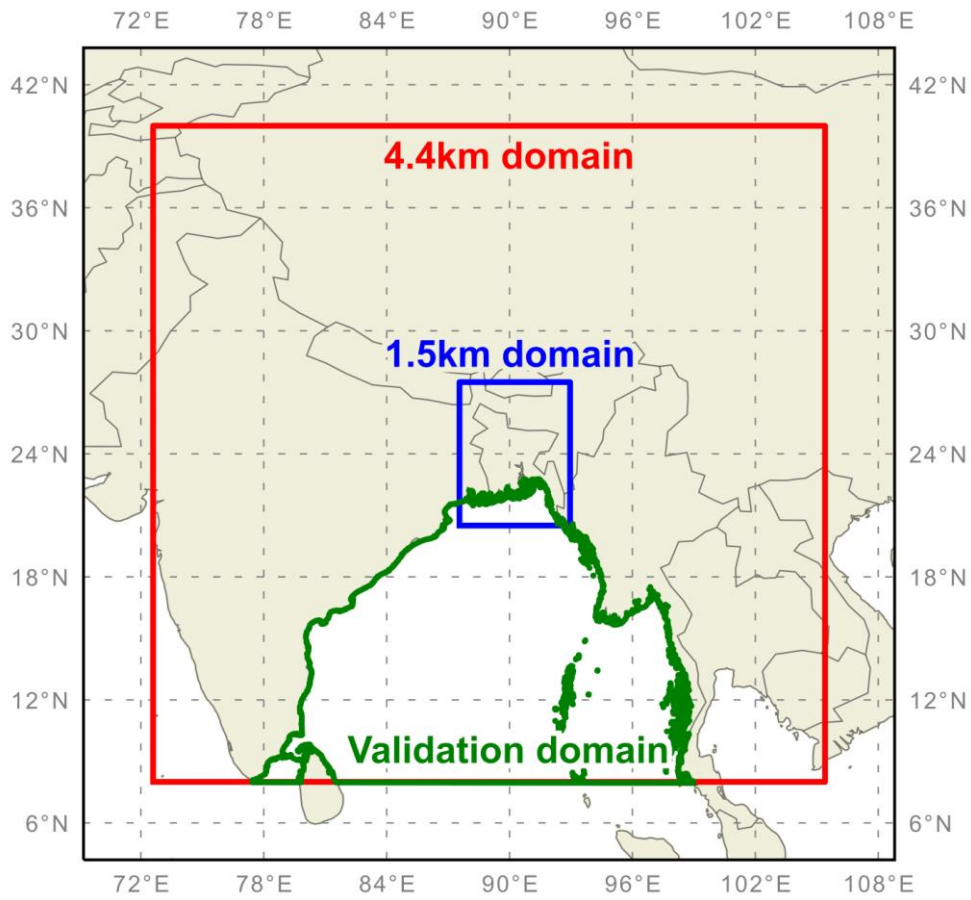 72°E 78°E 84°E 90°E 96°E 102°E 108°E
42°N 42°N
4.4km domain
36°N 36°N
30°N 30°N
1.5km domain
24°N 24°N
18°N 18°N
12°N 12°N
Validation domain
6°N 6°N
72°E 78°E 84°E 90°E 96°E 102°E 108°E